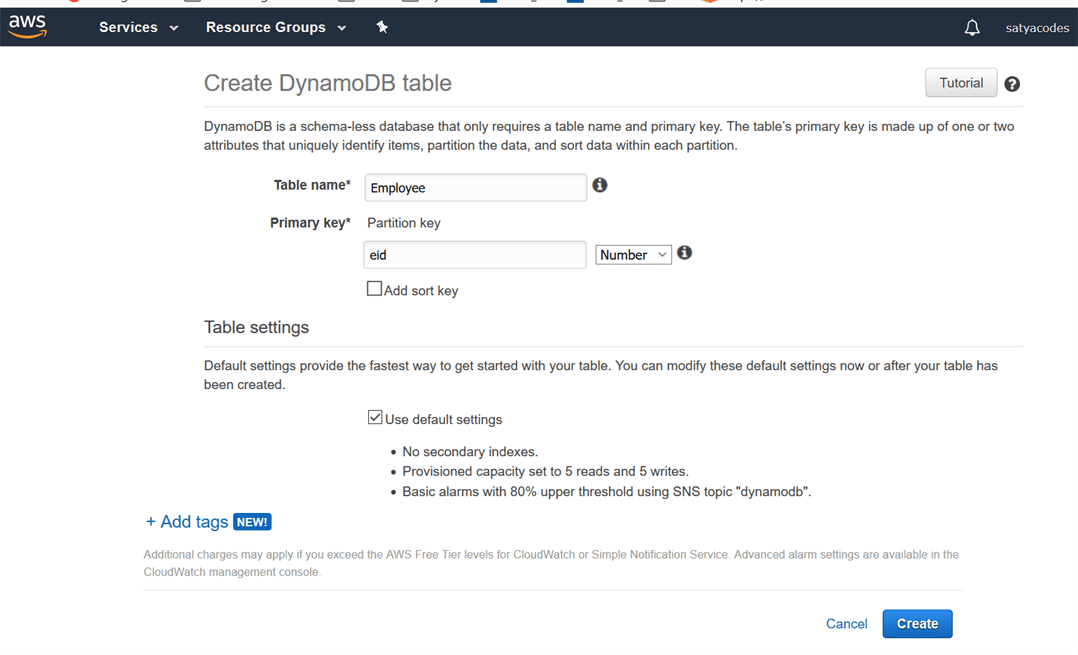 aws Services Resource Groups satyacodes
Create DynamoDB table Tutorial ?
DynamoDB is a schema-less database that only requires a table name and primary key. The table's primary key is made up of one or two
attributes that uniquely identify items, partition the data, and sort data within each partition.
Table name* Employee
Primary key* Partition key
eid Number
Add sort key
Table settings
Default settings provide the fastest way to get started with your table. You can modify these default settings now or after your table has
been created.
Use default settings
• No secondary indexes.
• Provisioned capacity set to 5 reads and 5 writes.
• Basic alarms with 80% upper threshold using SNS topic "dynamodb".
+ Add tags NEW!
Additional charges may apply if you exceed the AWS Free Tier levels for CloudWatch or Simple Notification Service. Advanced alarm settings are available in the
CloudWatch management console.
Cancel Create